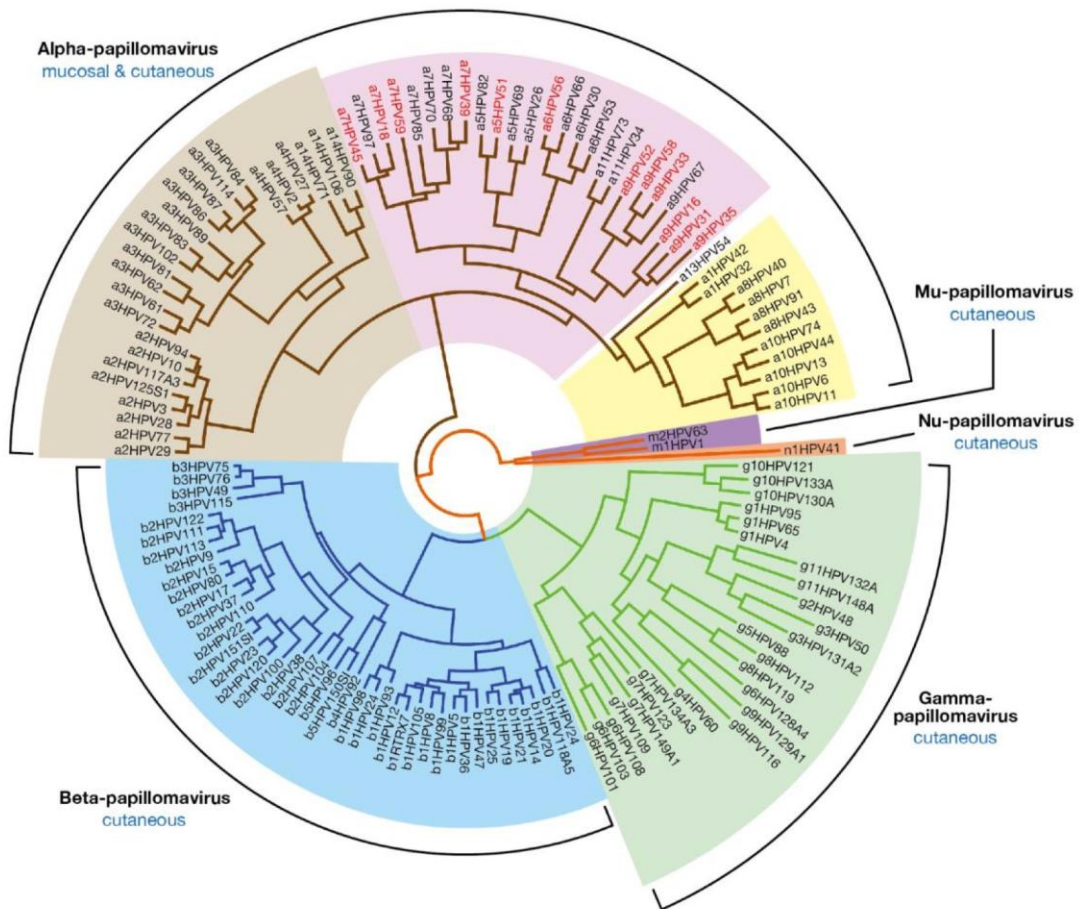 Alpha-papillomavirus
mucosal & cutaneous
a2HPV29
a2HPV77
a2HPV28
a2HPV3
a2HPV125S1
a2HPV117A3
a2HPV10
a2HPV94
a3HPV72
a3HPV61
a3HPV62
a3HPV81
a3HPV102
a3HPV83
a3HPV89
a3HPV86
a3HPV87
a3HPV114
a3HPV84
a4HPV57
a4HPV2
a4HPV27
a14HPV71
a14HPV106
a14HPV90
a7HPV45
a7HPV97
a7HPV18
a7HPV59
a7HPV85
a7HPV70
a7HPV68
a7HPV39
a5HPV82
a5HPV51
a5HPV69
a5HPV26
a6HPV56
a6HPV66
a6HPV30
a6HPV53
a11HPV73
a11HPV34
a9HPV52
a9HPV58
a9HPV33
a9HPV67
a9HPV16
a9HPV31
a9HPV35
a13HPV54
a1HPV42
a1HPV32
a8HPV40
a8HPV7
a8HPV91
a8HPV43
a10HPV74
a10HPV44
a10HPV13
a10HPV6
a10HPV11
Mu-papillomavirus
cutaneous
m2HPV63
m1HPV1
Nu-papillomavirus
cutaneous
n1HPV41
g10HPV121
g10HPV133A
g10HPV130A
g1HPV95
g1HPV65
g1HPV4
g11HPV132A
g11HPV148A
g2HPV48
g3HPV50
g3HPV131A2
g5HPV88
g8HPV112
g8HPV119
g6HPV128A4
g9HPV129A1
g9HPV116
g4HPV60
g7HPV134A3
g7HPV149A1
g7HPV123
g7HPV109
g6HPV108
g6HPV103
g6HPV101
Gamma-
papillomavirus
cutaneous
b3HPV75
b3HPV76
b3HPV49
b3HPV115
b2HPV122
b2HPV111
b2HPV113
b2HPV9
b2HPV15
b2HPV80
b2HPV17
b2HPV37
b2HPV110
b2HPV22
b2HPV151SI
b2HPV23
b2HPV120
b2HPV100
b2HPV38
b2HPV107
b2HPV104
b5HPV96
b5HPV150SI
b4HPV92
b1HPV98
b1HPV24
b1HPV93
b1HPV12
b1RTRX7
b1HPV105
b1HPV8
b1HPV99
b1HPV5
b1HPV36
b1HPV47
b1HPV25
b1HPV19
b1HPV21
b1HPV14
b1HPV20
b1HPV118A5
b1HPV24
Beta-papillomavirus
cutaneous